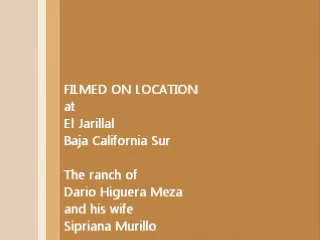 FILMED ON LOCATION
at
El Jarillal
Baja California Sur
The ranch of
Dario Higuera Meza
and his wife
Sipriana Murillo